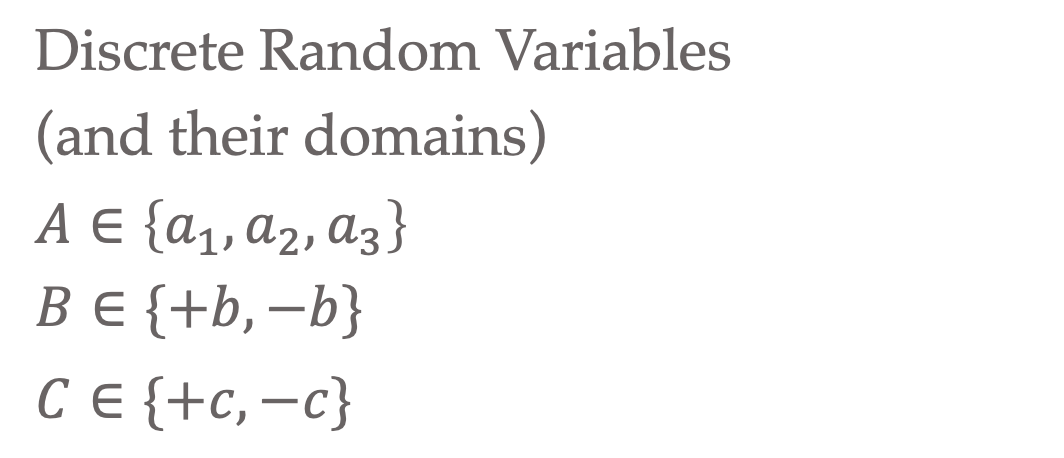 Discrete Random Variables
(and their domains)
A ∈ {a₁, a₂, a₃}
B ∈ {+b, −b}
C ∈ {+c, −c}